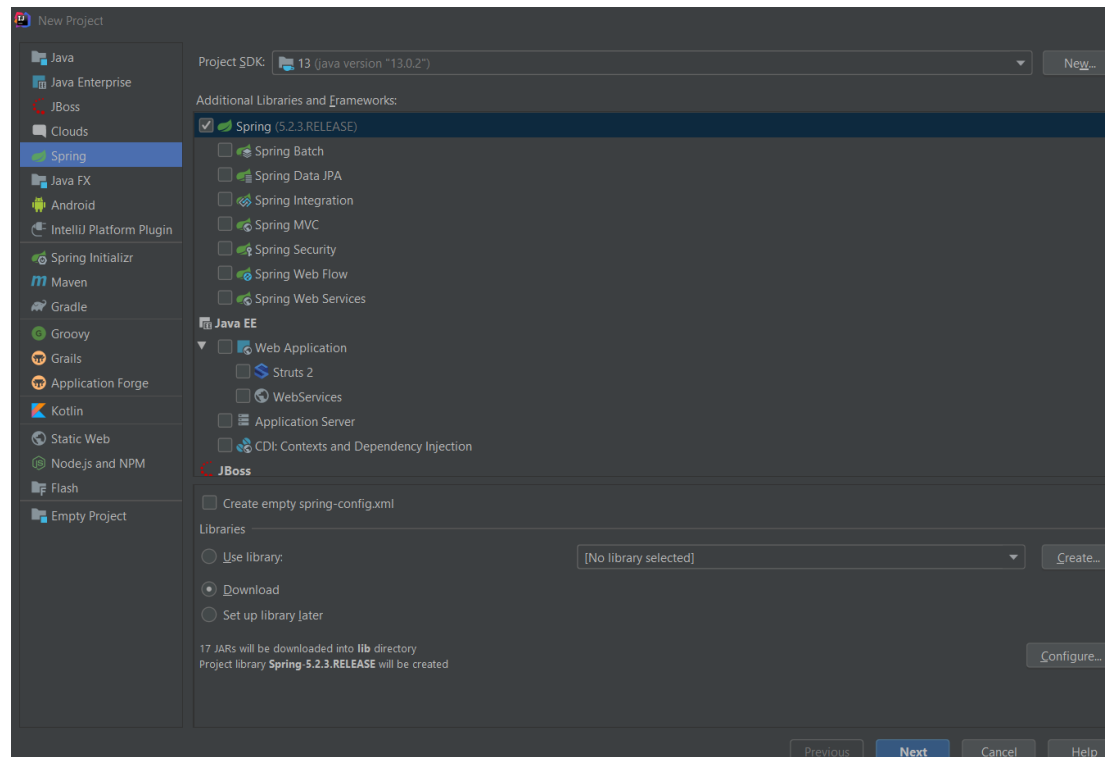 New Project
Java
Java Enterprise
JBoss
Clouds
Spring
Java FX
Android
IntelliJ Platform Plugin
Spring Initializr
Maven
Gradle
Groovy
Grails
Application Forge
Kotlin
Static Web
Node.js and NPM
Flash
Empty Project
Project SDK: 13 (java version "13.0.2") New...
Additional Libraries and Frameworks:
Spring (5.2.3.RELEASE)
Spring Batch
Spring Data JPA
Spring Integration
Spring MVC
Spring Security
Spring Web Flow
Spring Web Services
Java EE
Web Application
Struts 2
WebServices
Application Server
CDI: Contexts and Dependency Injection
JBoss
Create empty spring-config.xml
Libraries
Use library: [No library selected] Create...
Download
Set up library later
17 JARs will be downloaded into lib directory
Project library Spring-5.2.3.RELEASE will be created
Configure...
Previous Next Cancel Help